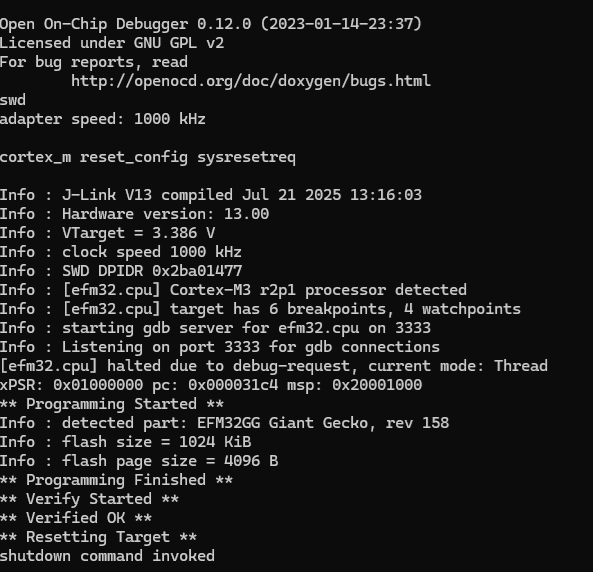 Open On-Chip Debugger 0.12.0 (2023-01-14-23:37)
Licensed under GNU GPL v2
For bug reports, read
        http://openocd.org/doc/doxygen/bugs.html
swd
adapter speed: 1000 kHz

cortex_m reset_config sysresetreq

Info : J-Link V13 compiled Jul 21 2025 13:16:03
Info : Hardware version: 13.00
Info : VTarget = 3.386 V
Info : clock speed 1000 kHz
Info : SWD DPIDR 0x2ba01477
Info : [efm32.cpu] Cortex-M3 r2p1 processor detected
Info : [efm32.cpu] target has 6 breakpoints, 4 watchpoints
Info : starting gdb server for efm32.cpu on 3333
Info : Listening on port 3333 for gdb connections
[efm32.cpu] halted due to debug-request, current mode: Thread
xPSR: 0x01000000 pc: 0x000031c4 msp: 0x20001000
** Programming Started **
Info : detected part: EFM32GG Giant Gecko, rev 158
Info : flash size = 1024 KiB
Info : flash page size = 4096 B
** Programming Finished **
** Verify Started **
** Verified OK **
** Resetting Target **
shutdown command invoked